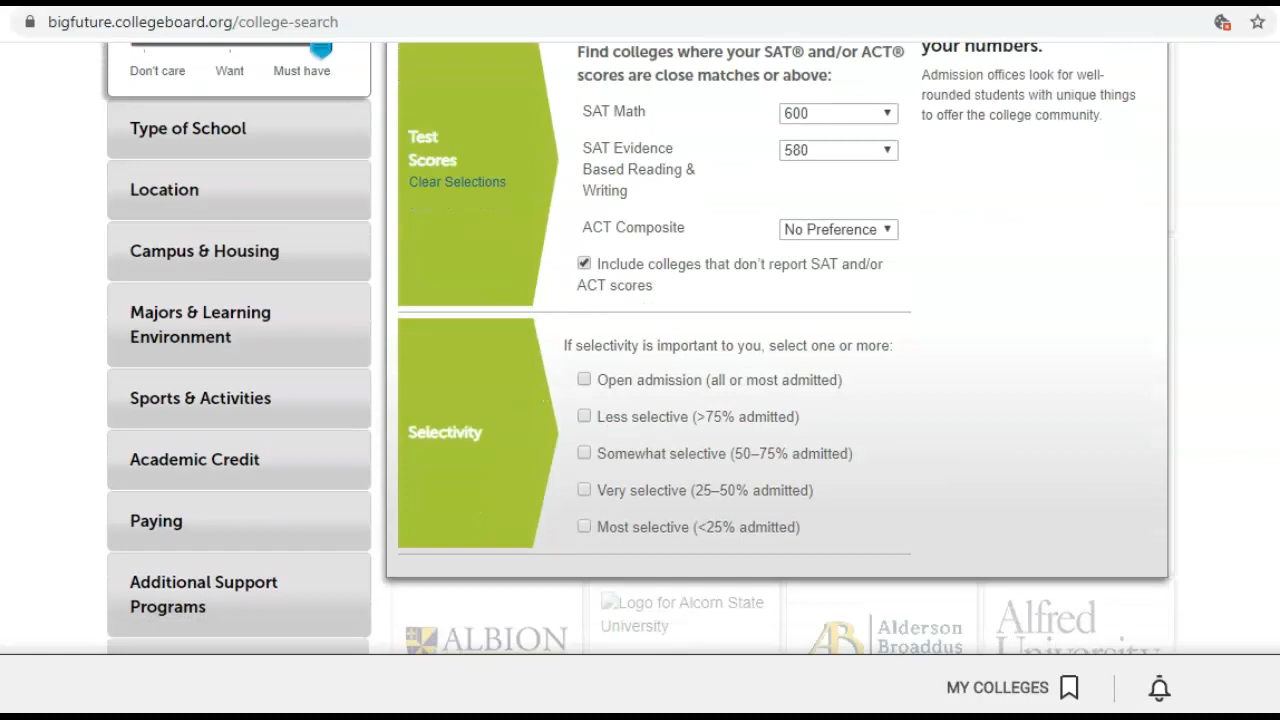 bigfuture.collegeboard.org/college-search
Don't care Want Must have
Type of School
Location
Campus & Housing
Majors & Learning
Environment
Sports & Activities
Academic Credit
Paying
Additional Support
Programs
Test
Scores
Clear Selections
Find colleges where your SAT® and/or ACT®
scores are close matches or above:
SAT Math 600
SAT Evidence 580
Based Reading &
Writing
ACT Composite No Preference
Include colleges that don't report SAT and/or
ACT scores
Selectivity
If selectivity is important to you, select one or more:
Open admission (all or most admitted)
Less selective (>75% admitted)
Somewhat selective (50–75% admitted)
Very selective (25–50% admitted)
Most selective (<25% admitted)
your numbers.
Admission offices look for well-
rounded students with unique things
to offer the college community.
ALBION
Logo for Alcorn State
University
AB Alderson
Broaddus
Alfred
University
MY COLLEGES